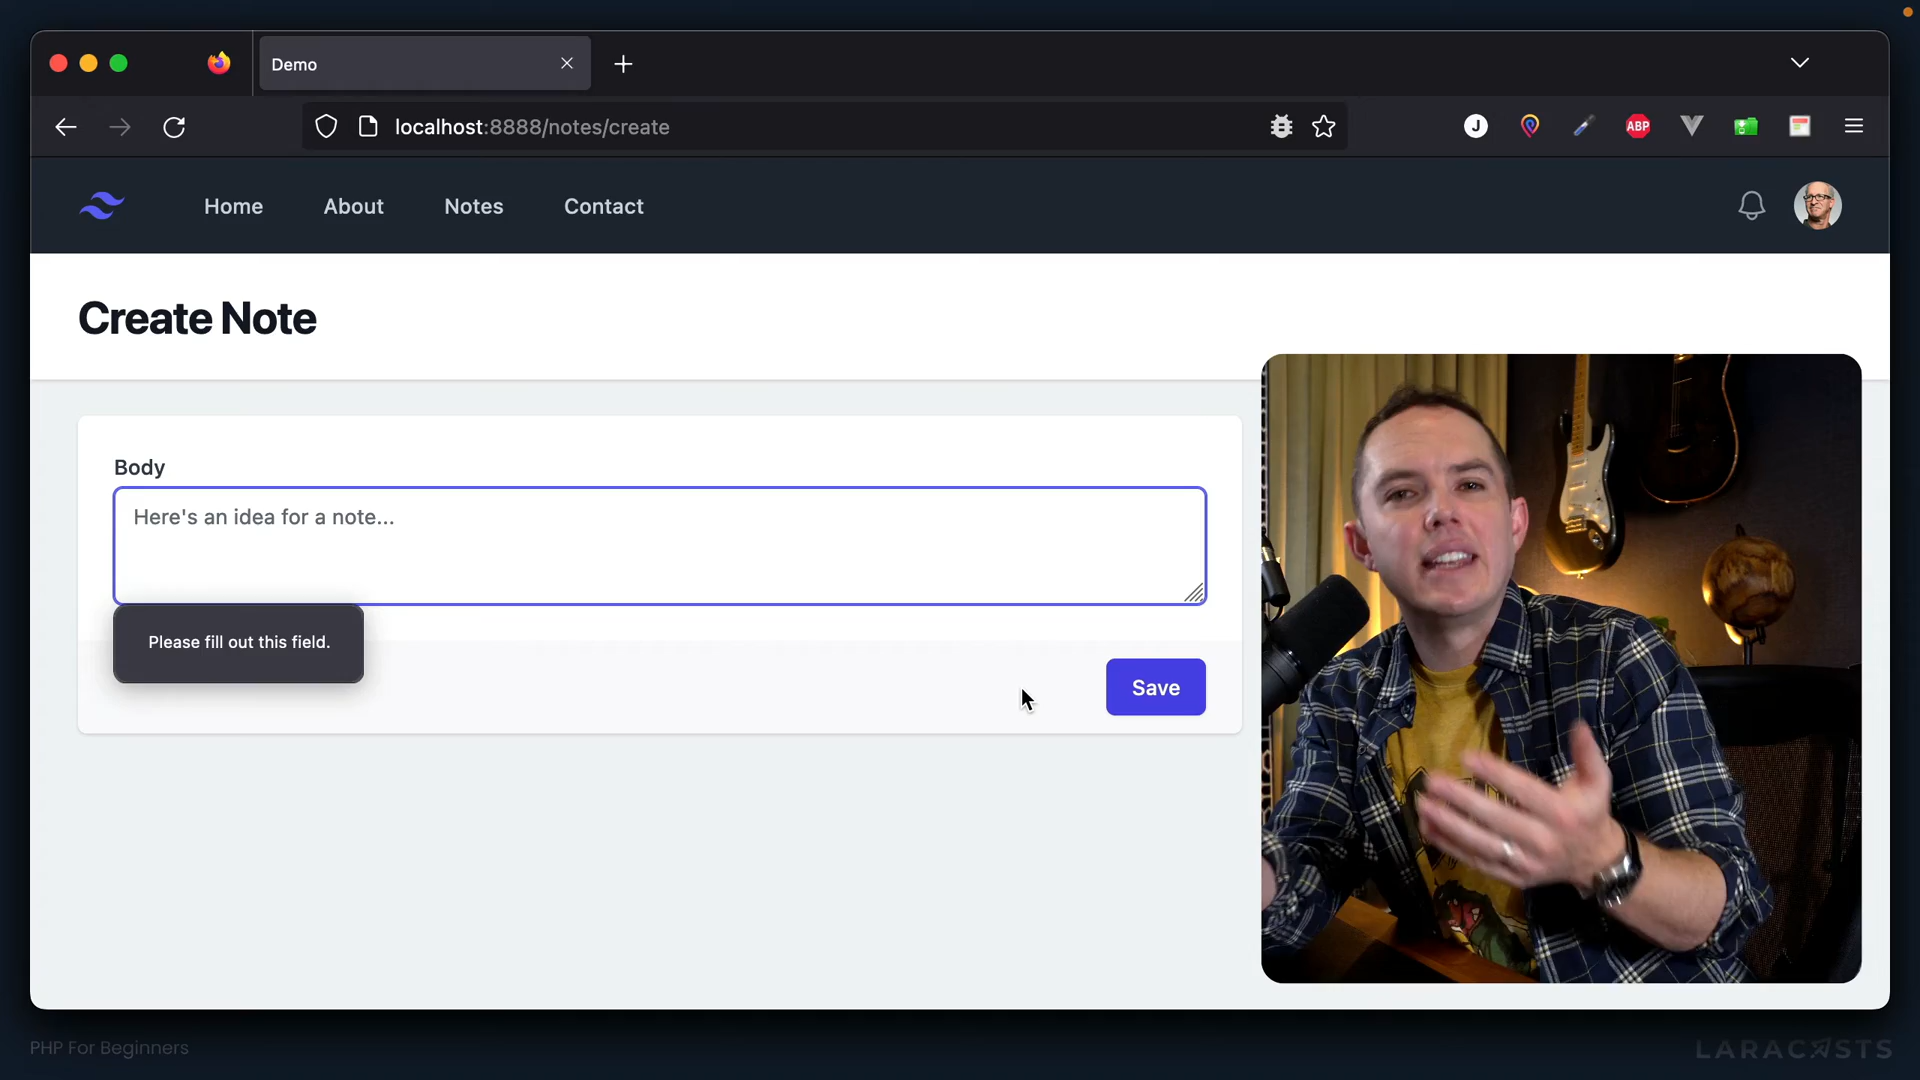 Demo
localhost:8888/notes/create
J
ABP
Home About Notes Contact
Create Note
Body
Here's an idea for a note...
Please fill out this field.
Save
PHP For Beginners
LARACASTS